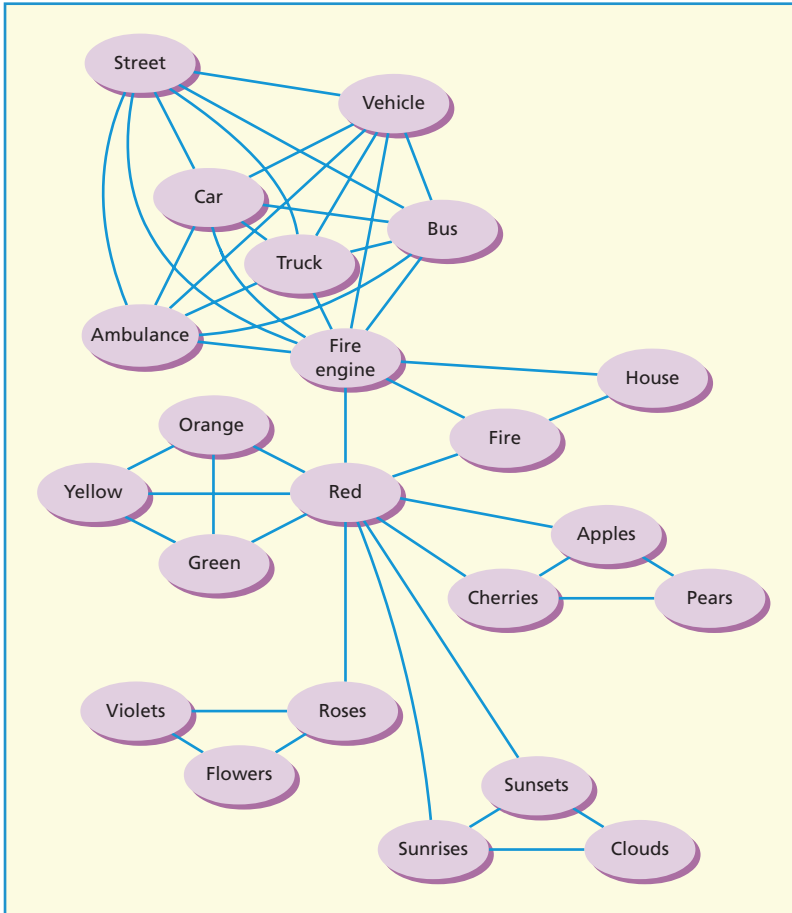 Street
Vehicle
Car
Bus
Truck
Ambulance
Fire
engine
House
Orange
Fire
Yellow
Red
Apples
Green
Cherries
Pears
Violets
Roses
Flowers
Sunsets
Sunrises
Clouds